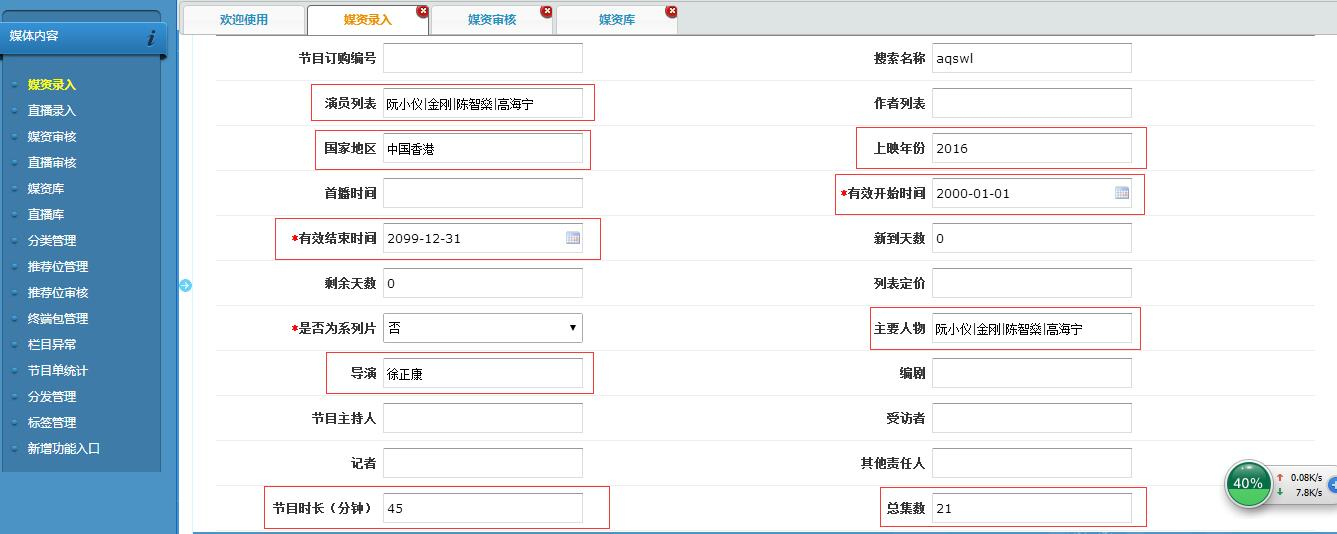 欢迎使用
媒资录入
媒资审核
媒资库
媒体内容
媒资录入
直播录入
媒资审核
直播审核
媒资库
直播库
分类管理
推荐位管理
推荐位审核
终端包管理
栏目异常
节目单统计
分发管理
标签管理
新增功能入口
节目订购编号
搜索名称 aqswl
演员列表 阮小仪|金刚|陈智燊|高海宁
作者列表
国家地区 中国香港
上映年份 2016
首播时间
*有效开始时间 2000-01-01
*有效结束时间 2099-12-31
新到天数 0
剩余天数 0
列表定价
*是否为系列片 否
主要人物 阮小仪|金刚|陈智燊|高海宁
导演 徐正康
编剧
节目主持人
受访者
记者
其他责任人
节目时长（分钟） 45
总集数 21
40%
0.08K/s
7.8K/s